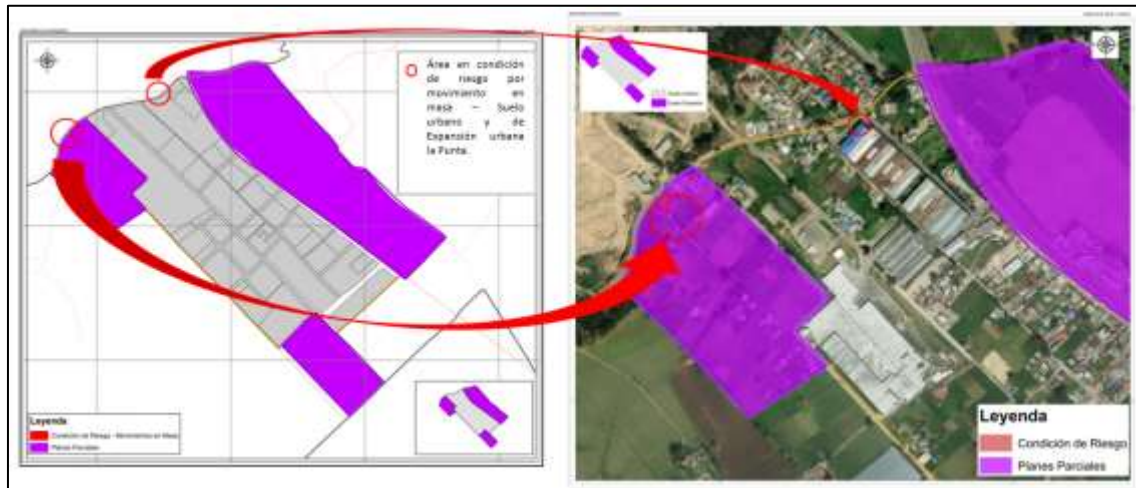 Área en condición
de riesgo por
movimiento en
masa – Suelo
urbano y de
Expansión urbana
la Punta.
Leyenda
Condición de Riesgo - Movimientos en Masa
Planes Parciales
Leyenda
Condición de Riesgo
Planes Parciales